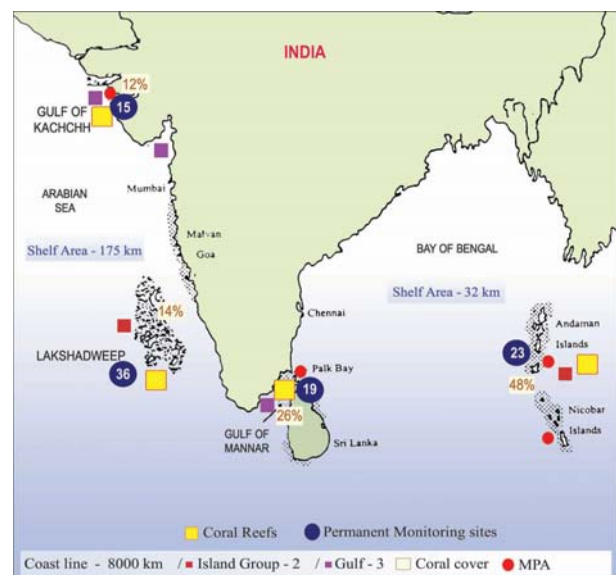 INDIA
12%
15
GULF OF
KACHCHH
Mumbai
ARABIAN
SEA
Malvan
Goa
BAY OF BENGAL
Shelf Area - 175 km
Shelf Area - 32 km
14%
Chennai
Andaman
Islands
LAKSHADWEEP
23
36
Palk Bay
48%
19
26%
Nicobar
Islands
GULF OF
MANNAR
Sri Lanka
Coral Reefs
Permanent Monitoring sites
Coast line - 8000 km / Island Group - 2 / Gulf - 3 Coral cover MPA